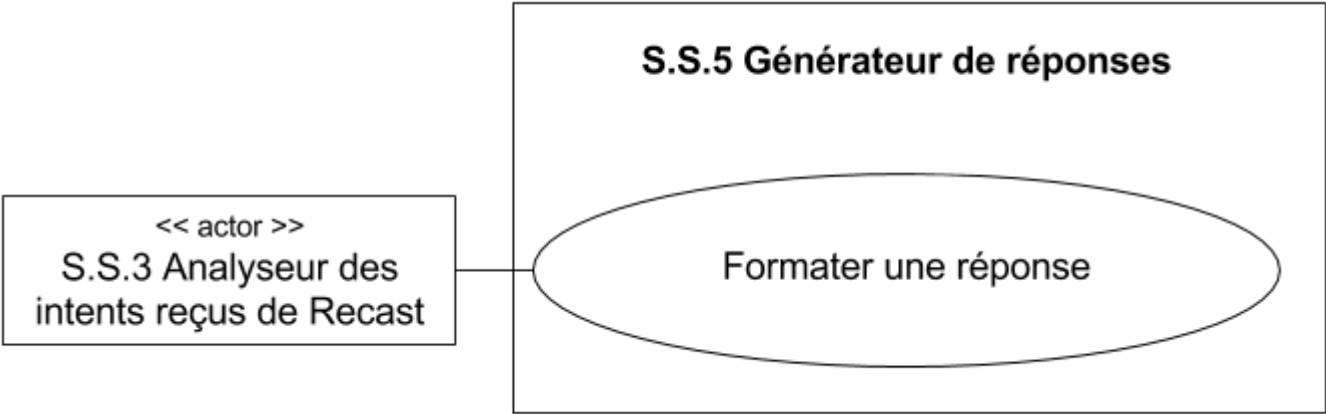 S.S.5 Générateur de réponses
<< actor >>
S.S.3 Analyseur des
intents reçus de Recast
Formater une réponse